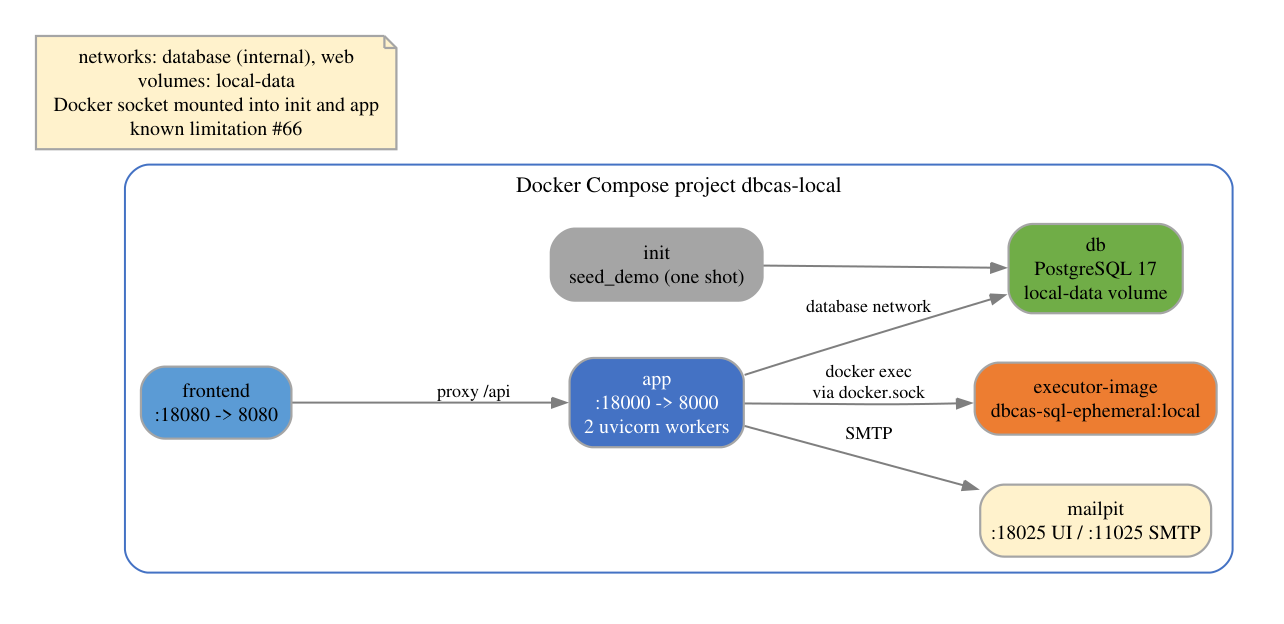 networks: database (internal), web
volumes: local-data
Docker socket mounted into init and app
known limitation #66
Docker Compose project dbcas-local
init
seed_demo (one shot)
db
PostgreSQL 17
local-data volume
database network
frontend
:18080 -> 8080
proxy /api
app
:18000 -> 8000
2 uvicorn workers
docker exec
via docker.sock
executor-image
dbcas-sql-ephemeral:local
SMTP
mailpit
:18025 UI / :11025 SMTP